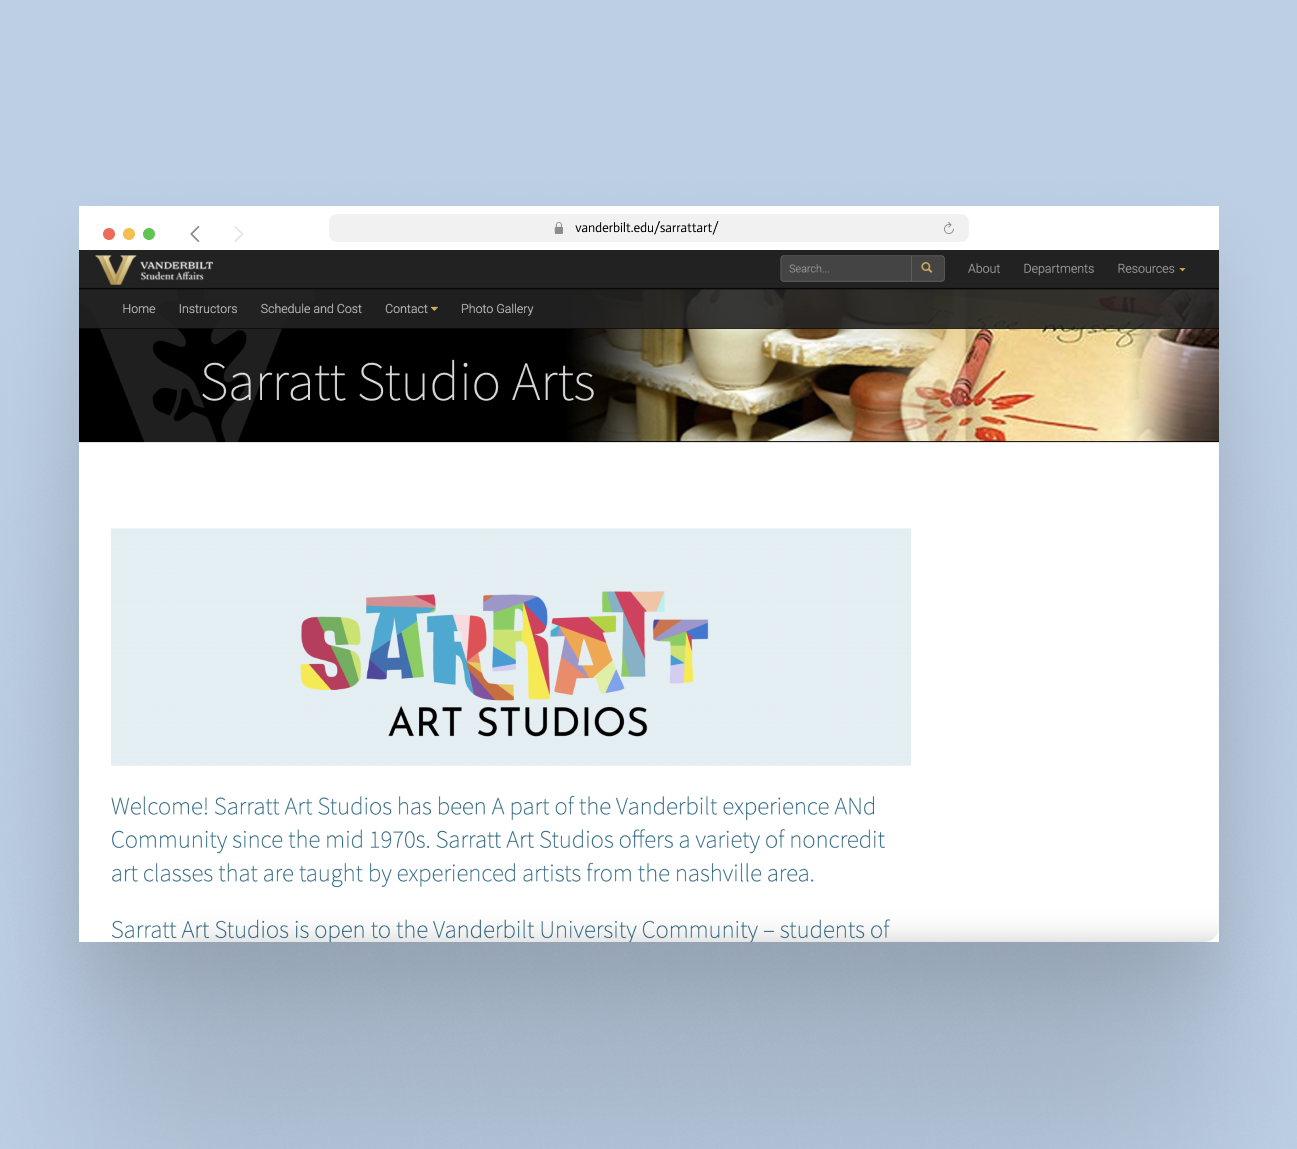 vanderbilt.edu/sarrattart/
VANDERBILT
Student Affairs
Search...
About
Departments
Resources
Home
Instructors
Schedule and Cost
Contact
Photo Gallery
See myself
Sarratt Studio Arts
SARRATT
ART STUDIOS
Welcome! Sarratt Art Studios has been A part of the Vanderbilt experience ANd
Community since the mid 1970s. Sarratt Art Studios offers a variety of noncredit
art classes that are taught by experienced artists from the nashville area.
Sarratt Art Studios is open to the Vanderbilt University Community – students of